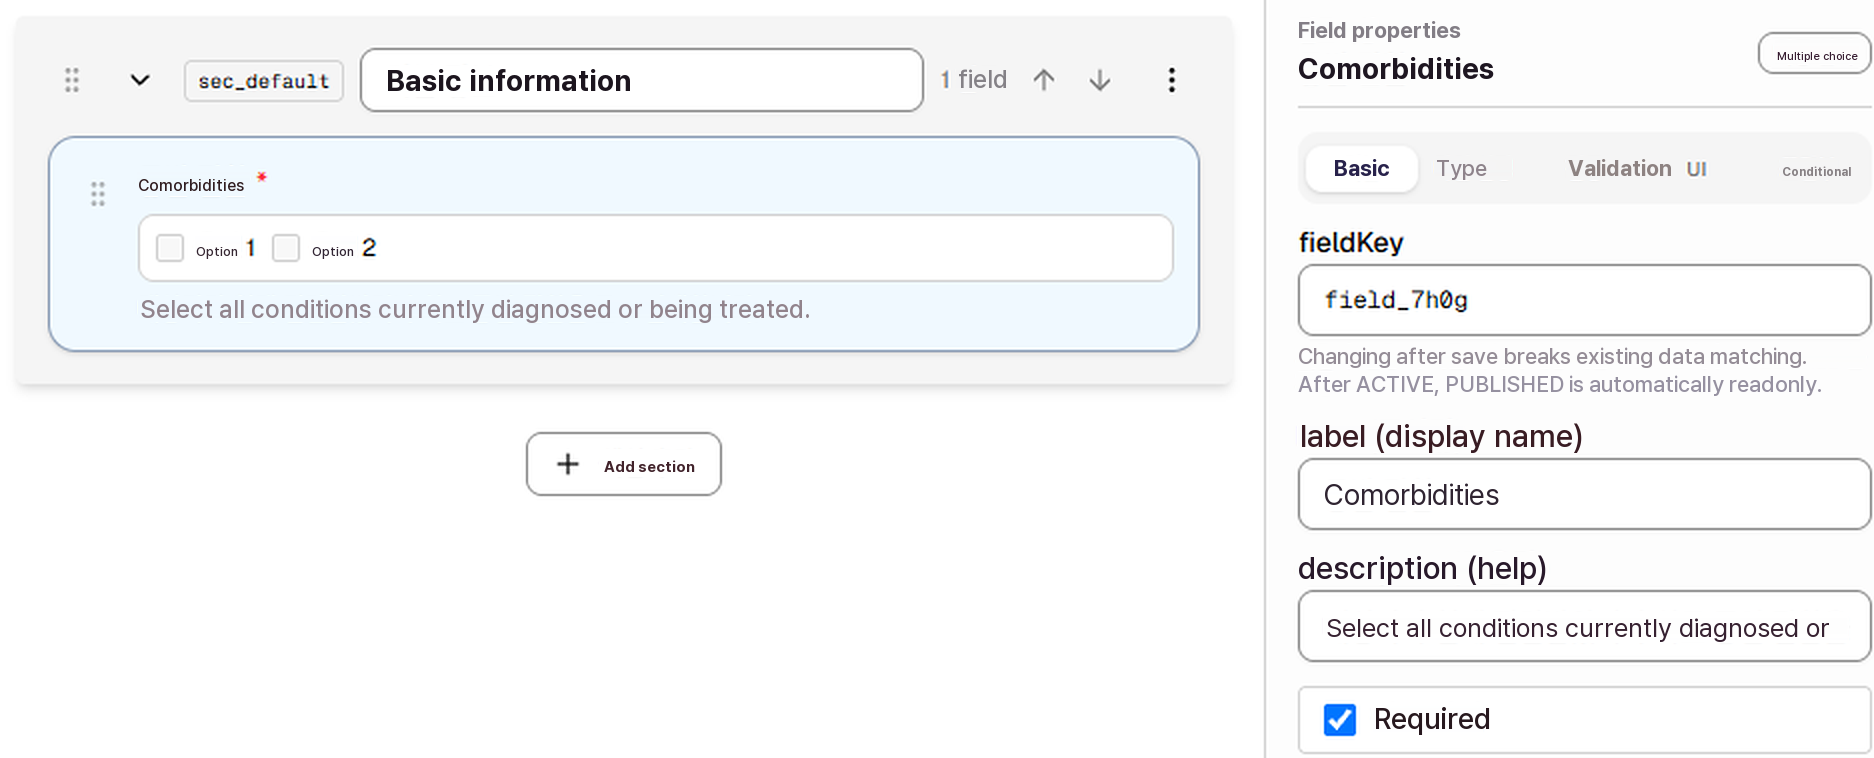 sec_default Basic information 1 field
Comorbidities *
Option 1 Option 2
Select all conditions currently diagnosed or being treated.
+ Add section
Field properties
Comorbidities
Multiple choice
Basic Type Validation UI Conditional
fieldKey
field_7h0g
Changing after save breaks existing data matching.
After ACTIVE, PUBLISHED is automatically readonly.
label (display name)
Comorbidities
description (help)
Select all conditions currently diagnosed or
Required